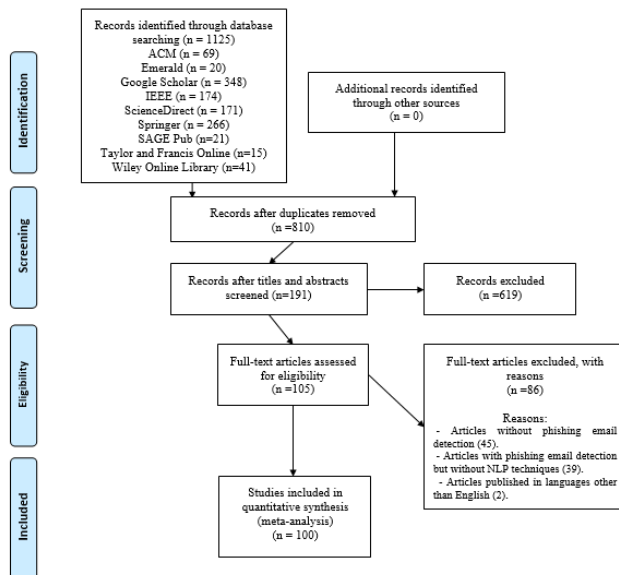 Identification
Records identified through database
searching (n = 1125)
ACM (n = 69)
Emerald (n = 20)
Google Scholar (n = 348)
IEEE (n = 174)
ScienceDirect (n = 171)
Springer (n = 266)
SAGE Pub (n=21)
Taylor and Francis Online (n=15)
Wiley Online Library (n=41)
Additional records identified
through other sources
(n = 0)
Screening
Records after duplicates removed
(n =810)
Records after titles and abstracts
screened (n=191)
Records excluded
(n =619)
Eligibility
Full-text articles assessed
for eligibility
(n =105)
Full-text articles excluded, with
reasons
(n =86)
Reasons:
- Articles without phishing email
detection (45).
- Articles with phishing email detection
but without NLP techniques (39).
- Articles published in languages other
than English (2).
Included
Studies included in
quantitative synthesis
(meta-analysis)
n = 100)